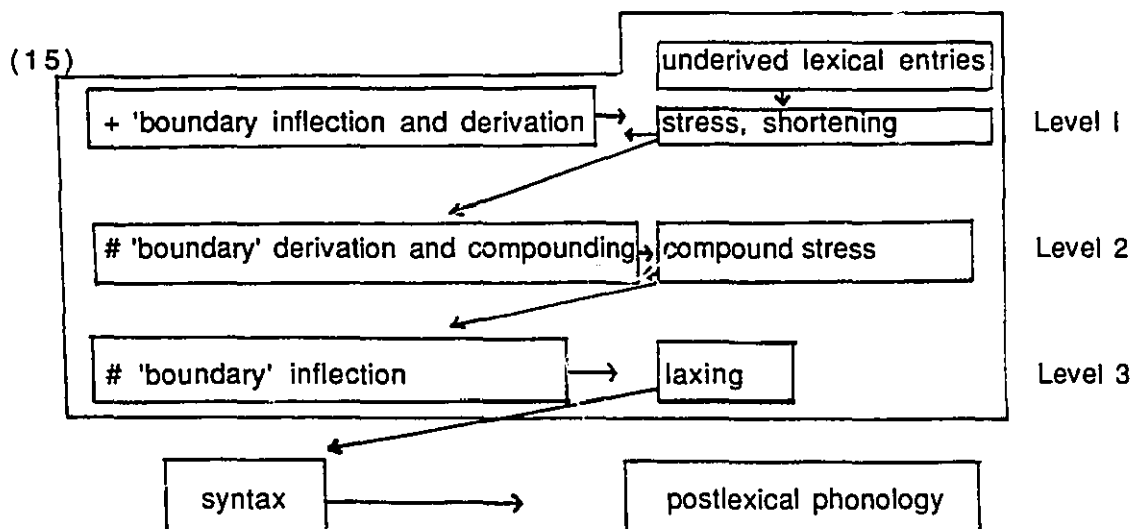 (15)
underived lexical entries
+ 'boundary inflection and derivation stress, shortening Level I
# 'boundary' derivation and compounding compound stress Level 2
# 'boundary' inflection laxing Level 3
syntax postlexical phonology